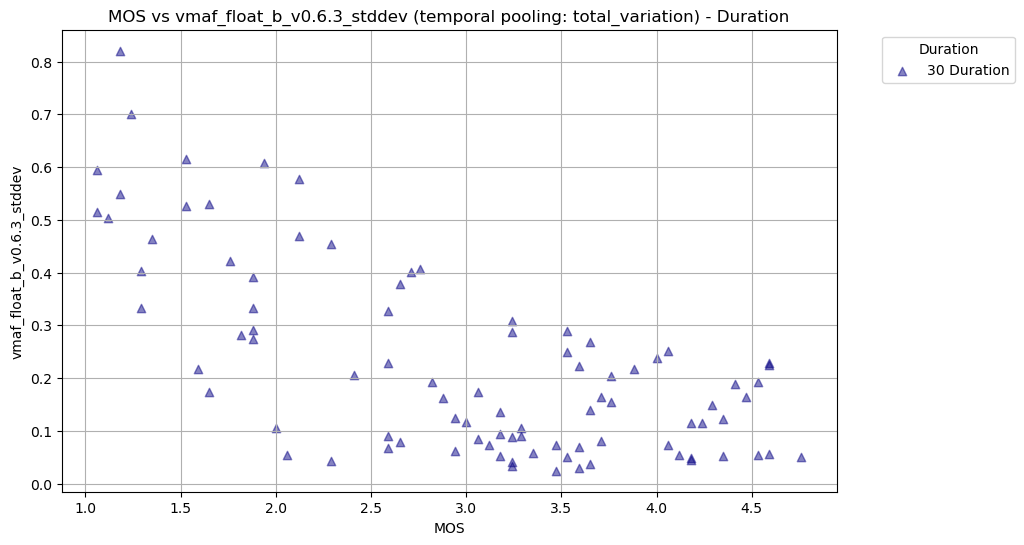 MOS vs vmaf_float_b_v0.6.3_stddev (temporal pooling: total_variation) - Duration
Duration
30 Duration
vmaf_float_b_v0.6.3_stddev
0.8
0.7
0.6
0.5
0.4
0.3
0.2
0.1
0.0
1.0 1.5 2.0 2.5 3.0 3.5 4.0 4.5
MOS